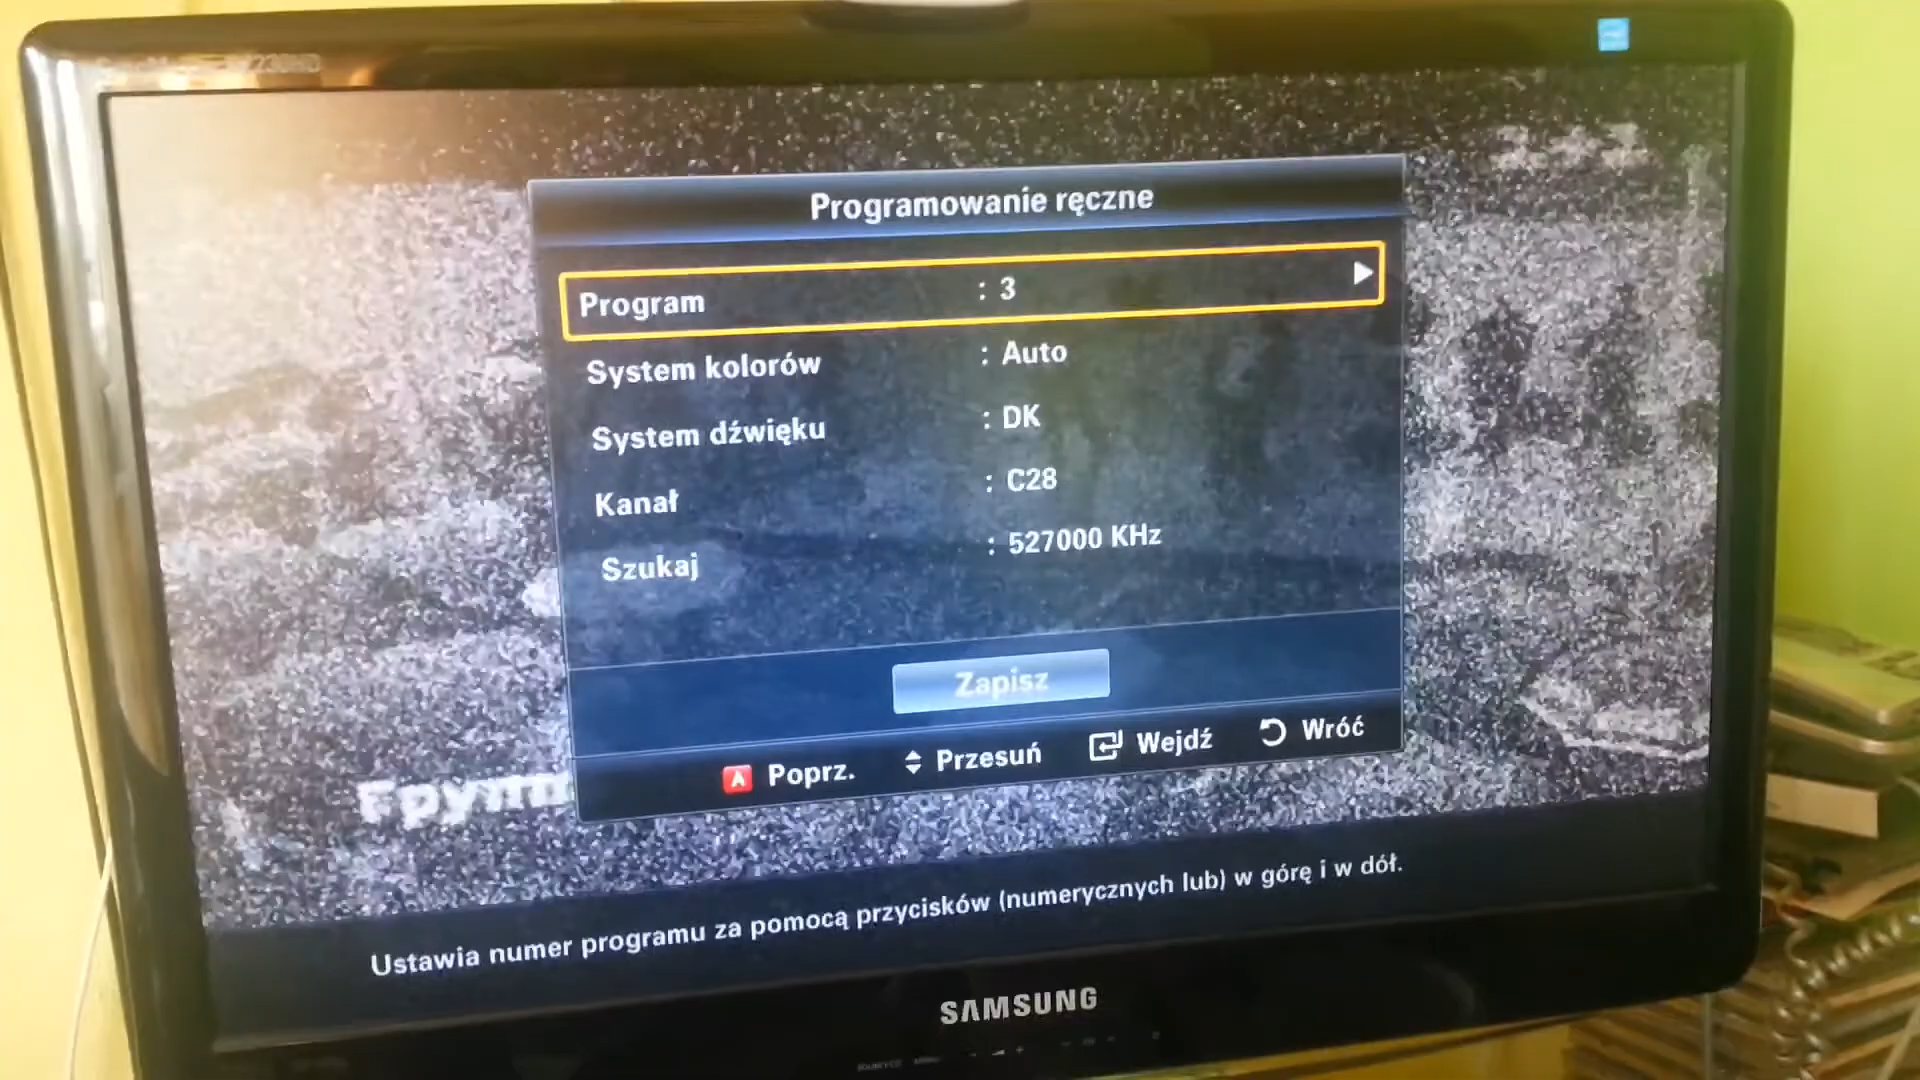 Programowanie ręczne
Program : 3
System kolorów : Auto
System dźwięku : DK
Kanał : C28
Szukaj : 527000 KHz
Zapisz
A Poprz. Przesuń Wejdź Wróć
Ustawia numer programu za pomocą przycisków (numerycznych lub) w górę i w dół.
SAMSUNG